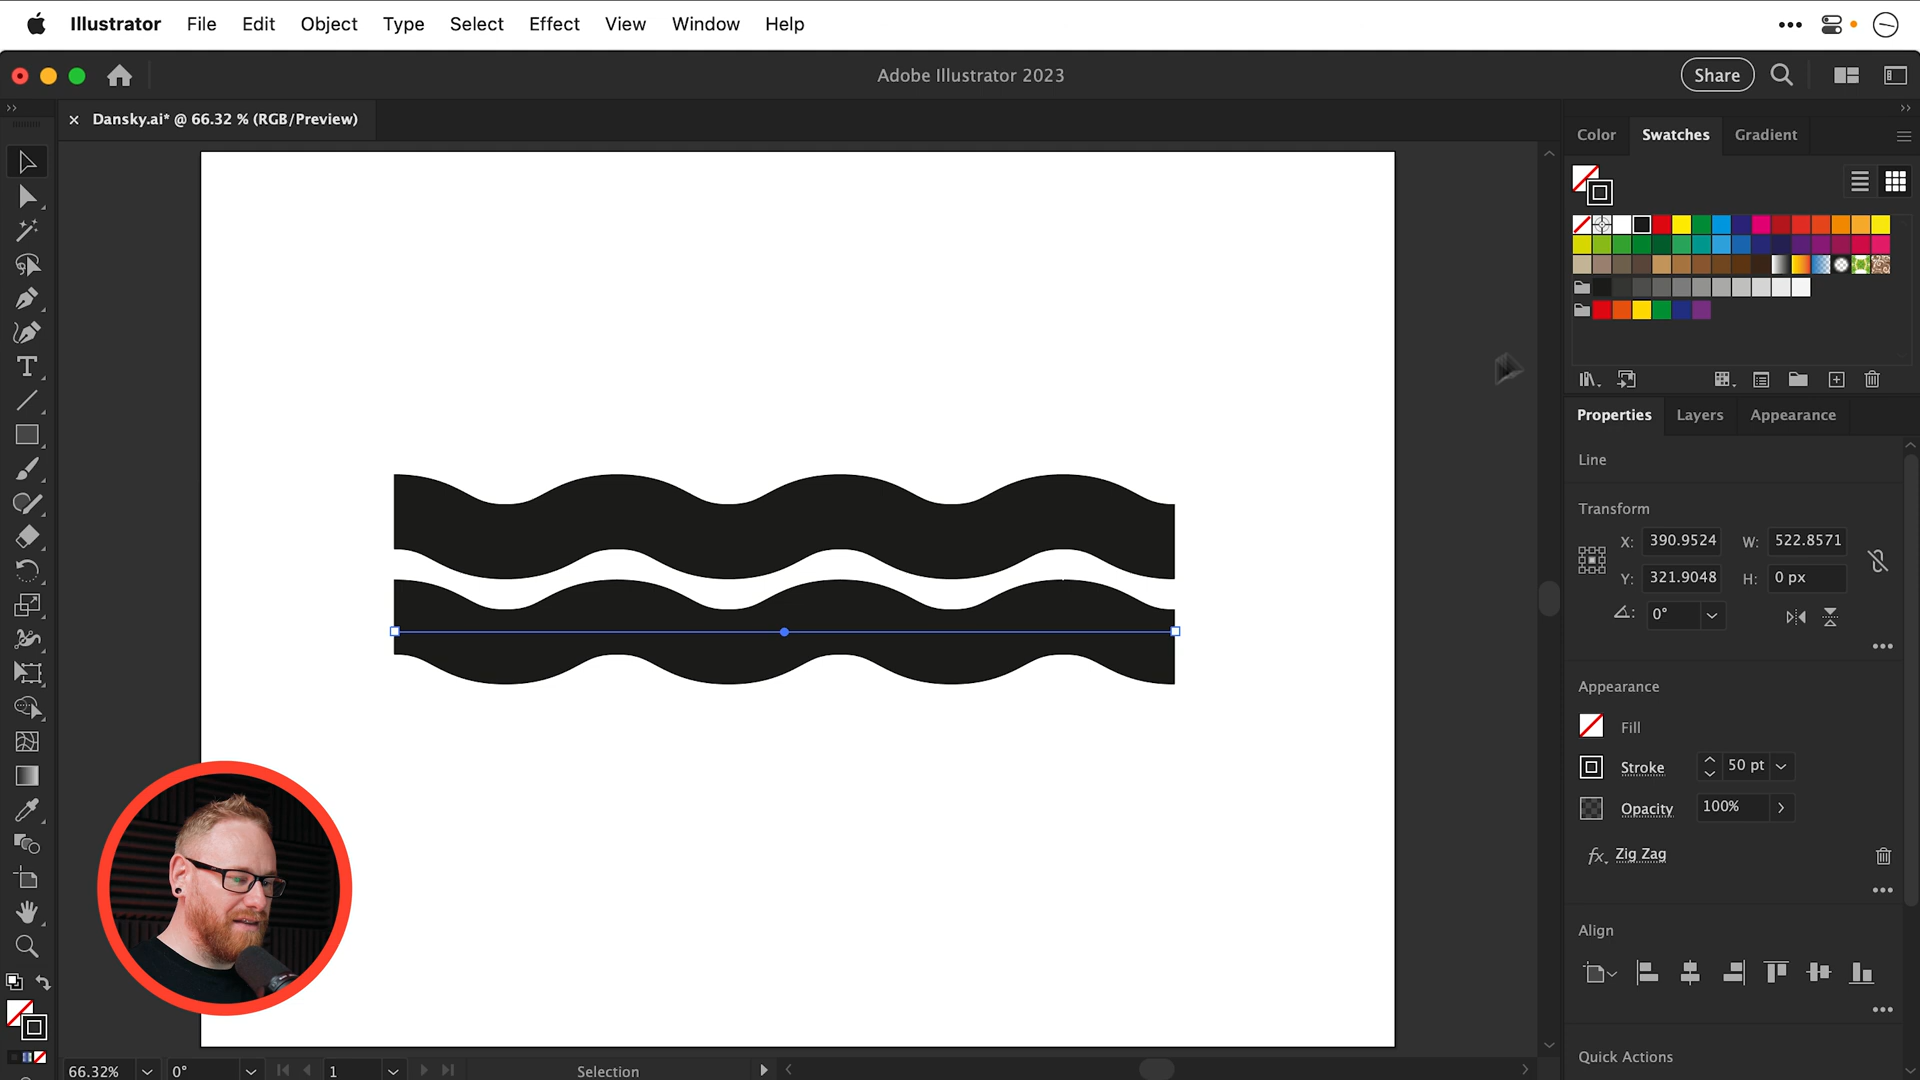 Illustrator File Edit Object Type Select Effect View Window Help
Adobe Illustrator 2023
Share
Dansky.ai* @ 66.32 % (RGB/Preview)
Color Swatches Gradient
Properties Layers Appearance
Line
Transform
X: 390.9524 W: 522.8571
Y: 321.9048 H: 0 px
0°
Appearance
Fill
Stroke 50 pt
Opacity 100%
fx. Zig Zag
Align
Quick Actions
66.32% 0° 1 Selection